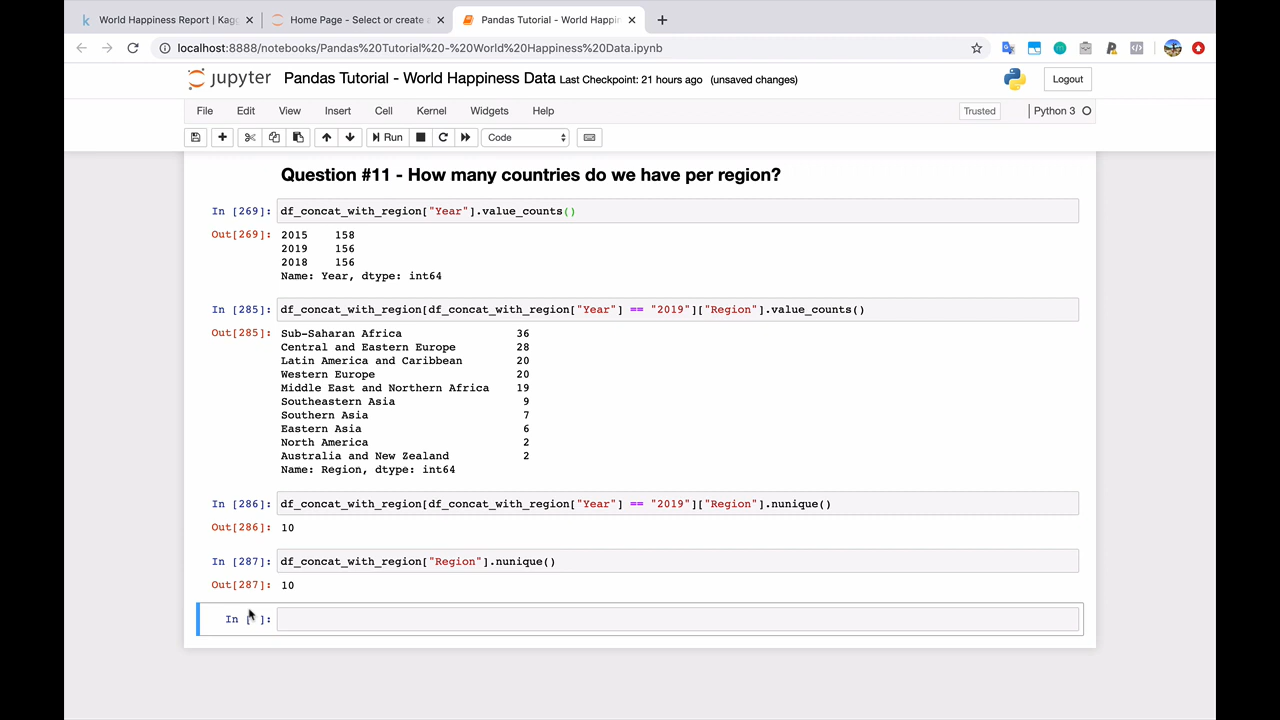 World Happiness Report | Kagg
Home Page - Select or create a
Pandas Tutorial - World Happin
localhost:8888/notebooks/Pandas%20Tutorial%20-%20World%20Happiness%20Data.ipynb
jupyter Pandas Tutorial - World Happiness Data Last Checkpoint: 21 hours ago (unsaved changes) Logout
File Edit View Insert Cell Kernel Widgets Help Trusted Python 3
Run Code
Question #11 - How many countries do we have per region?
In [269]: df_concat_with_region["Year"].value_counts()
Out[269]: 2015 158
2019 156
2018 156
Name: Year, dtype: int64
In [285]: df_concat_with_region[df_concat_with_region["Year"] == "2019"]["Region"].value_counts()
Out[285]: Sub-Saharan Africa 36
Central and Eastern Europe 28
Latin America and Caribbean 20
Western Europe 20
Middle East and Northern Africa 19
Southeastern Asia 9
Southern Asia 7
Eastern Asia 6
North America 2
Australia and New Zealand 2
Name: Region, dtype: int64
In [286]: df_concat_with_region[df_concat_with_region["Year"] == "2019"]["Region"].nunique()
Out[286]: 10
In [287]: df_concat_with_region["Region"].nunique()
Out[287]: 10
In [ ]: